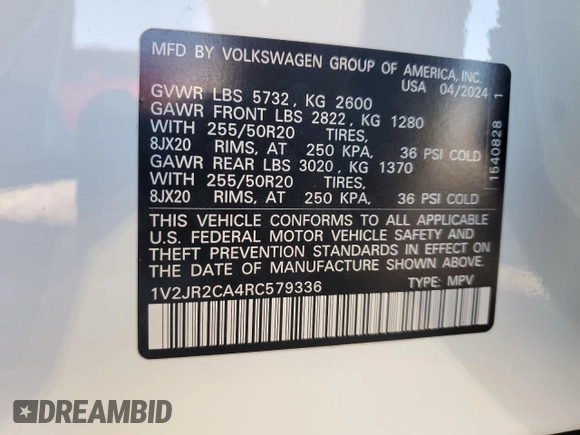 MFD BY VOLKSWAGEN GROUP OF AMERICA, INC.
USA 04/2024
GVWR LBS 5732, KG 2600
GAWR FRONT LBS 2822, KG 1280
WITH 255/50R20 TIRES,
8JX20 RIMS, AT 250 KPA, 36 PSI COLD
GAWR REAR LBS 3020, KG 1370
WITH 255/50R20 TIRES,
8JX20 RIMS, AT 250 KPA, 36 PSI COLD
THIS VEHICLE CONFORMS TO ALL APPLICABLE
U.S. FEDERAL MOTOR VEHICLE SAFETY AND
THEFT PREVENTION STANDARDS IN EFFECT ON
THE DATE OF MANUFACTURE SHOWN ABOVE.
1V2JR2CA4RC579336 TYPE: MPV
1540828 1
DREAMBID